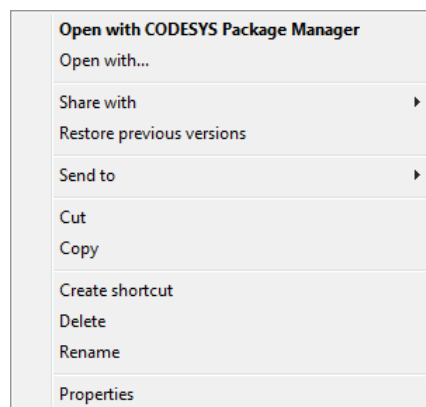 Open with CODESYS Package Manager
Open with...
Share with
Restore previous versions
Send to
Cut
Copy
Create shortcut
Delete
Rename
Properties